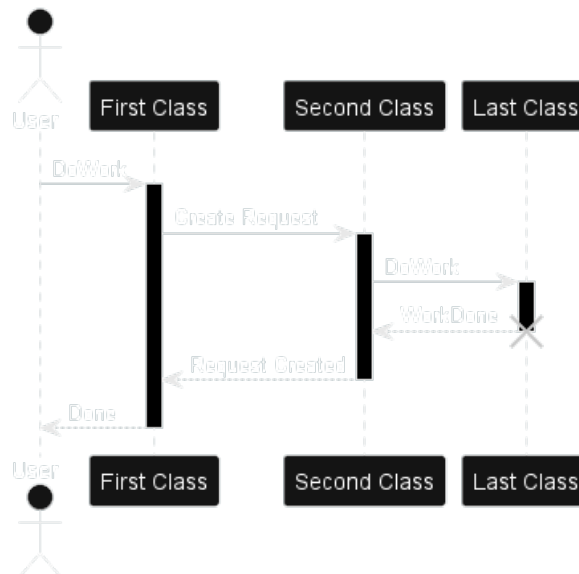 User
First Class
Second Class
Last Class
DoWork
Create Request
DoWork
WorkDone
Request Created
Done
User
First Class
Second Class
Last Class